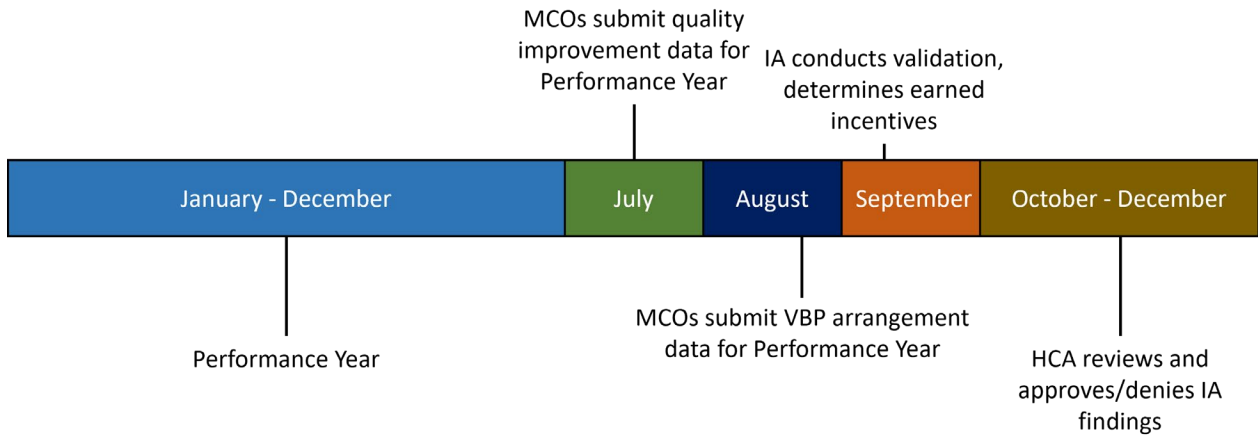 MCOs submit quality
improvement data for
Performance Year
IA conducts validation,
determines earned
incentives
January - December
July
August
September
October - December
Performance Year
MCOs submit VBP arrangement
data for Performance Year
HCA reviews and
approves/denies IA
findings